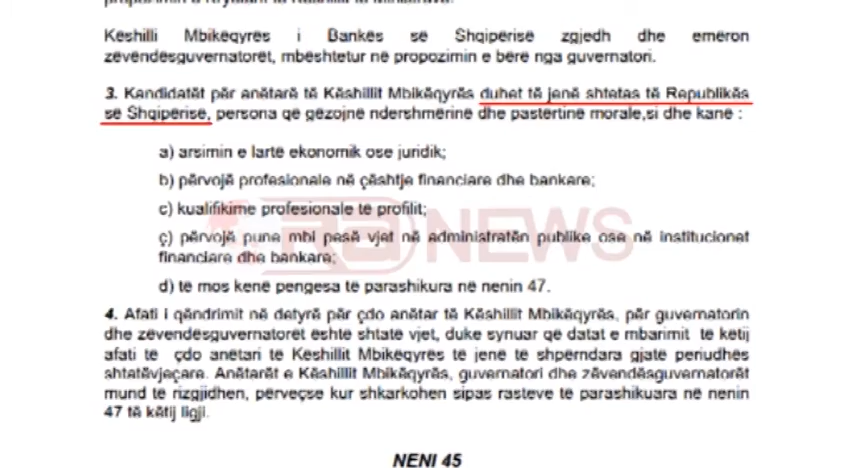 Këshilli Mbikëqyrës i Bankës së Shqipërisë zgjedh dhe emëron
zëvendësguvernatorët, mbështetur në propozimin e bërë nga guvernatori.
3. Kandidatët për anëtarë të Këshillit Mbikëqyrës duhet të jenë shtetas të Republikës
së Shqipërisë, persona që gëzojnë ndershmërinë dhe pastërtinë morale,si dhe kanë :
a) arsimin e lartë ekonomik ose juridik;
b) përvojë profesionale në çështje financiare dhe bankare;
c) kualifikime profesionale të profilit;
ç) përvojë pune mbi pesë vjet në administratën publike ose në institucionet
financiare dhe bankare;
d) të mos kenë pengesa të parashikura në nenin 47.
NEWS
4. Afati i qëndrimit në detyrë për çdo anëtar të Këshillit Mbikëqyrës, për guvernatorin
dhe zëvendësguvernatorët është shtatë vjet, duke synuar që datat e mbarimit të këtij
afati të çdo anëtari të Këshillit Mbikëqyrës të jenë të shpërndara gjatë periudhës
shtatëvjeçare. Anëtarët e Këshillit Mbikëqyrës, guvernatori dhe zëvendësguvernatorët
mund të rizgjidhen, përveçse kur shkarkohen sipas rasteve të parashikuara në nenin
47 të këtij ligji.
NENI 45